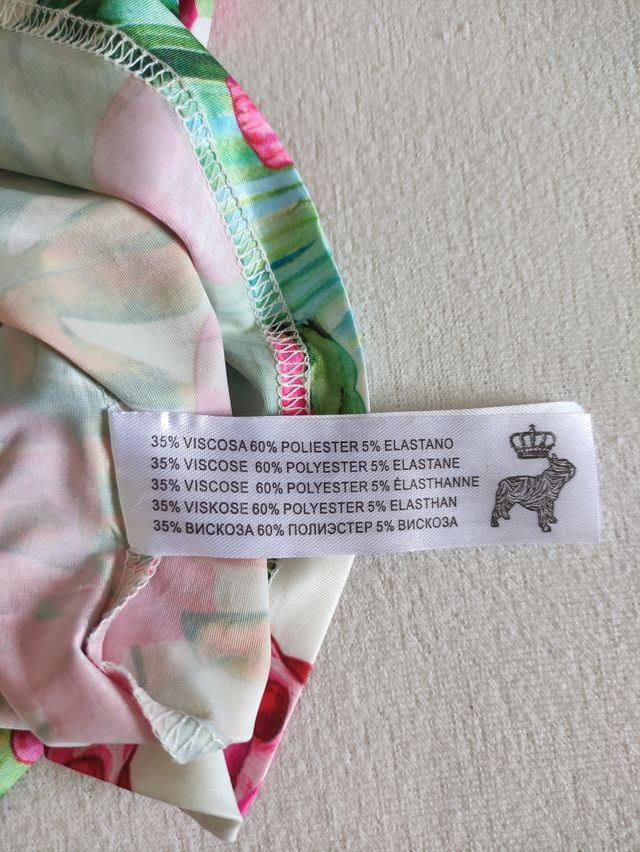 35% VISCOSA 60% POLIESTER 5% ELASTANO
35% VISCOSE 60% POLYESTER 5% ELASTANE
35% VISCOSE 60% POLYESTER 5% ÉLASTHANNE
35% VISKOSE 60% POLYESTER 5% ELASTHAN
35% ВИСКОЗА 60% ПОЛИЭСТЕР 5% ВИСКОЗА